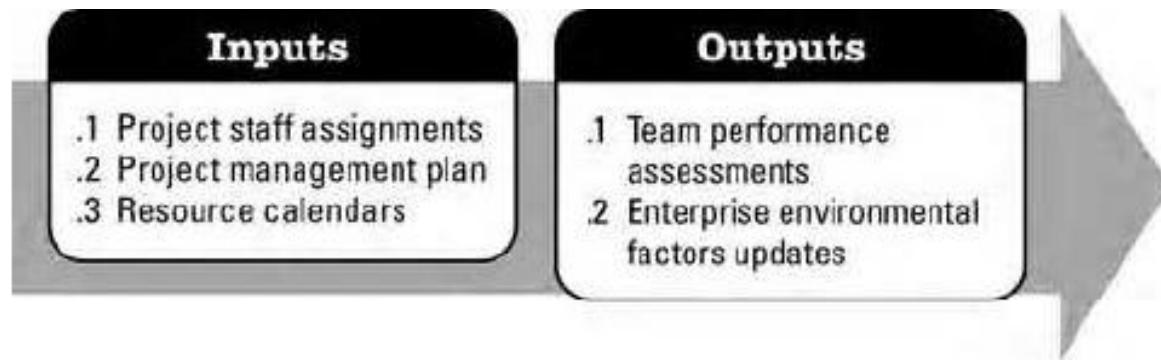 Inputs
.1 Project staff assignments
.2 Project management plan
.3 Resource calendars
Outputs
.1 Team performance
assessments
.2 Enterprise environmental
factors updates